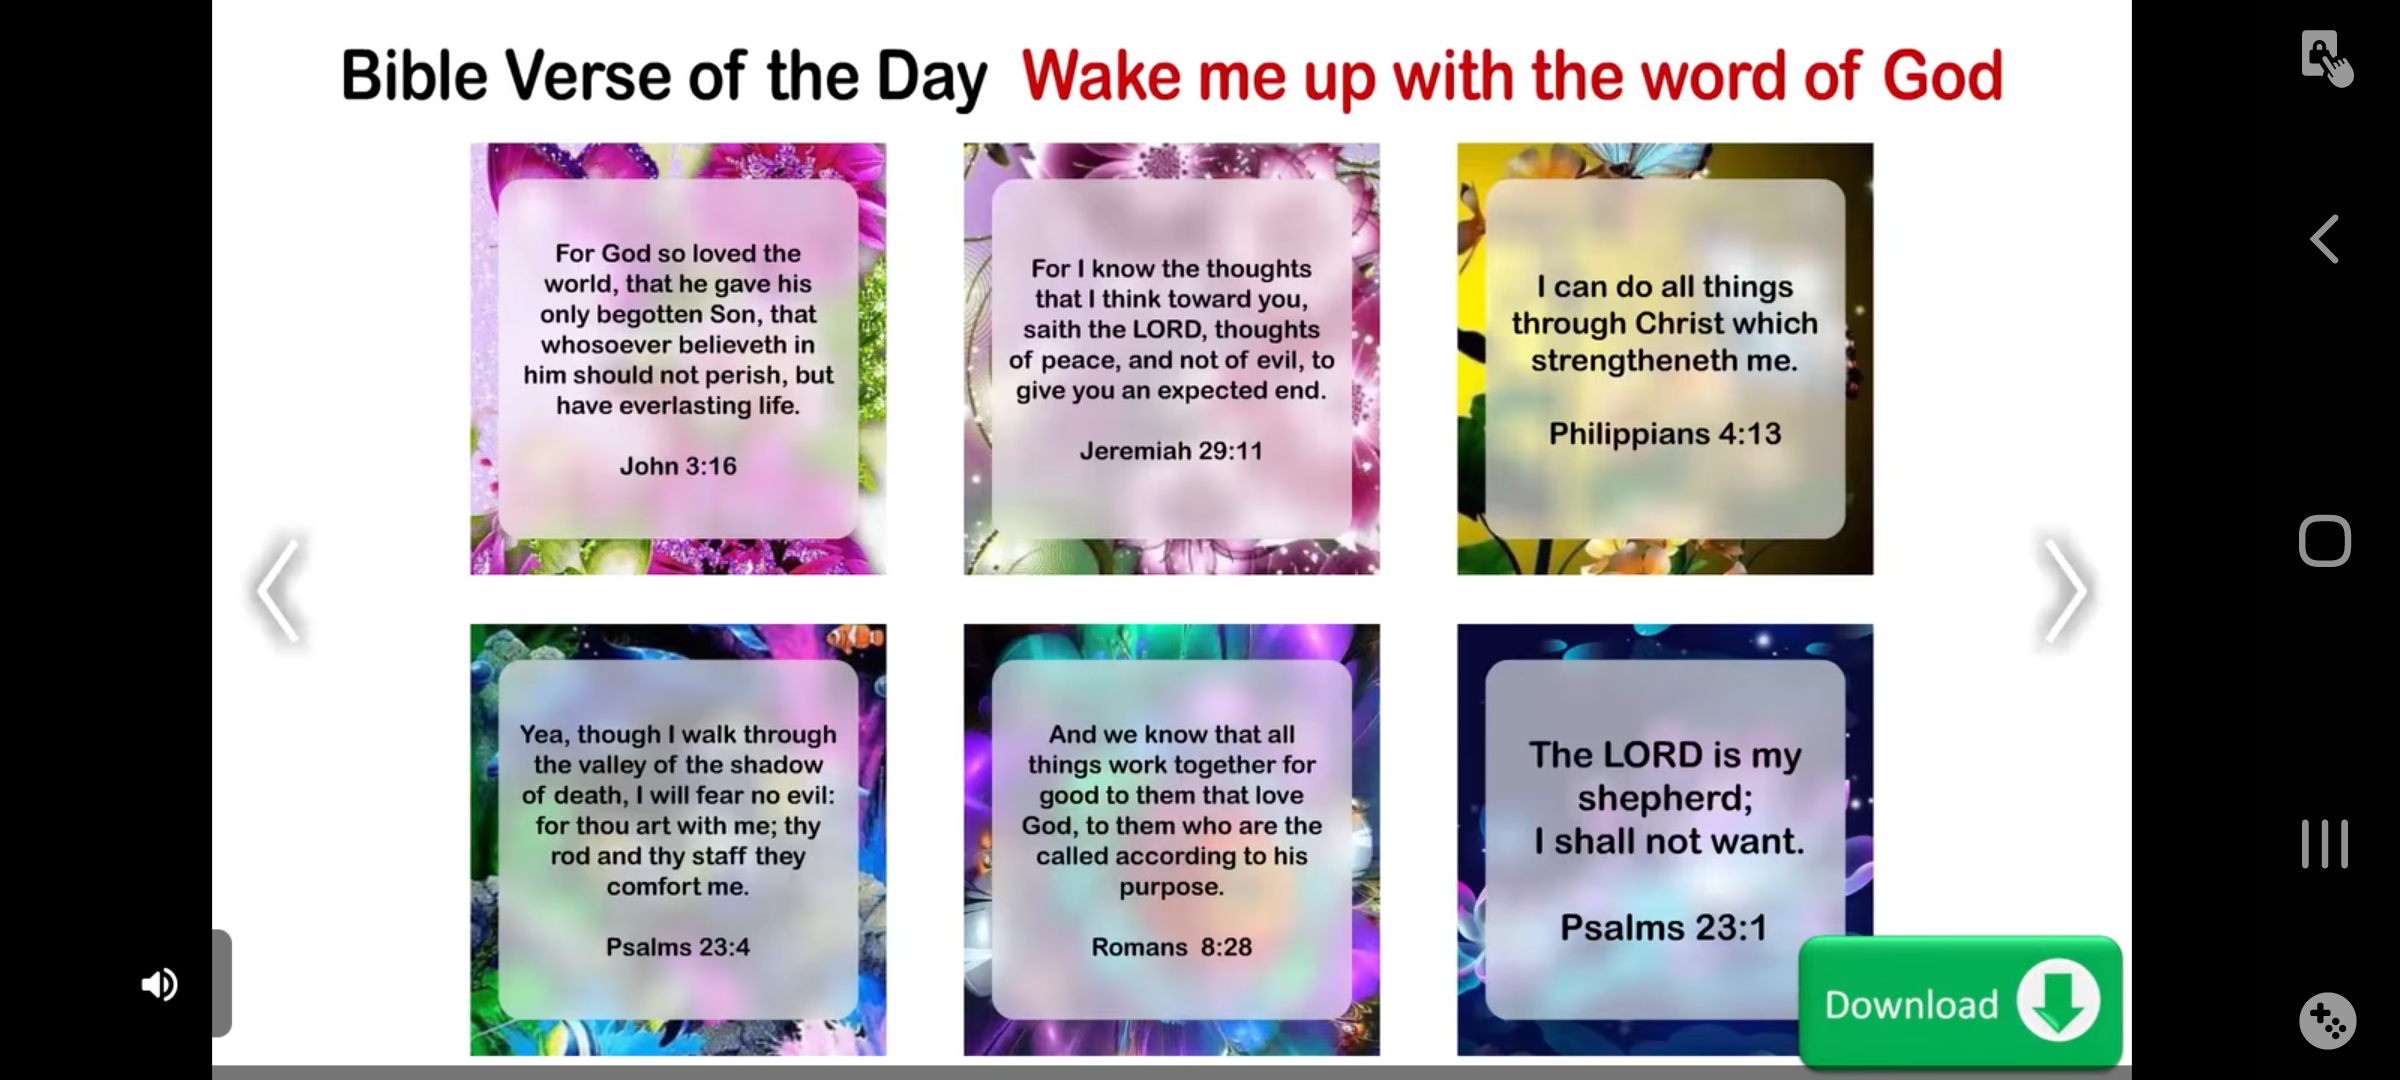 Bible Verse of the Day Wake me up with the word of God
For God so loved the
world, that he gave his
only begotten Son, that
whosoever believeth in
him should not perish, but
have everlasting life.
John 3:16
For I know the thoughts
that I think toward you,
saith the LORD, thoughts
of peace, and not of evil, to
give you an expected end.
Jeremiah 29:11
I can do all things
through Christ which
strengtheneth me.
Philippians 4:13
Yea, though I walk through
the valley of the shadow
of death, I will fear no evil:
for thou art with me; thy
rod and thy staff they
comfort me.
Psalms 23:4
And we know that all
things work together for
good to them that love
God, to them who are the
called according to his
purpose.
Romans 8:28
The LORD is my
shepherd;
I shall not want.
Psalms 23:1
Download